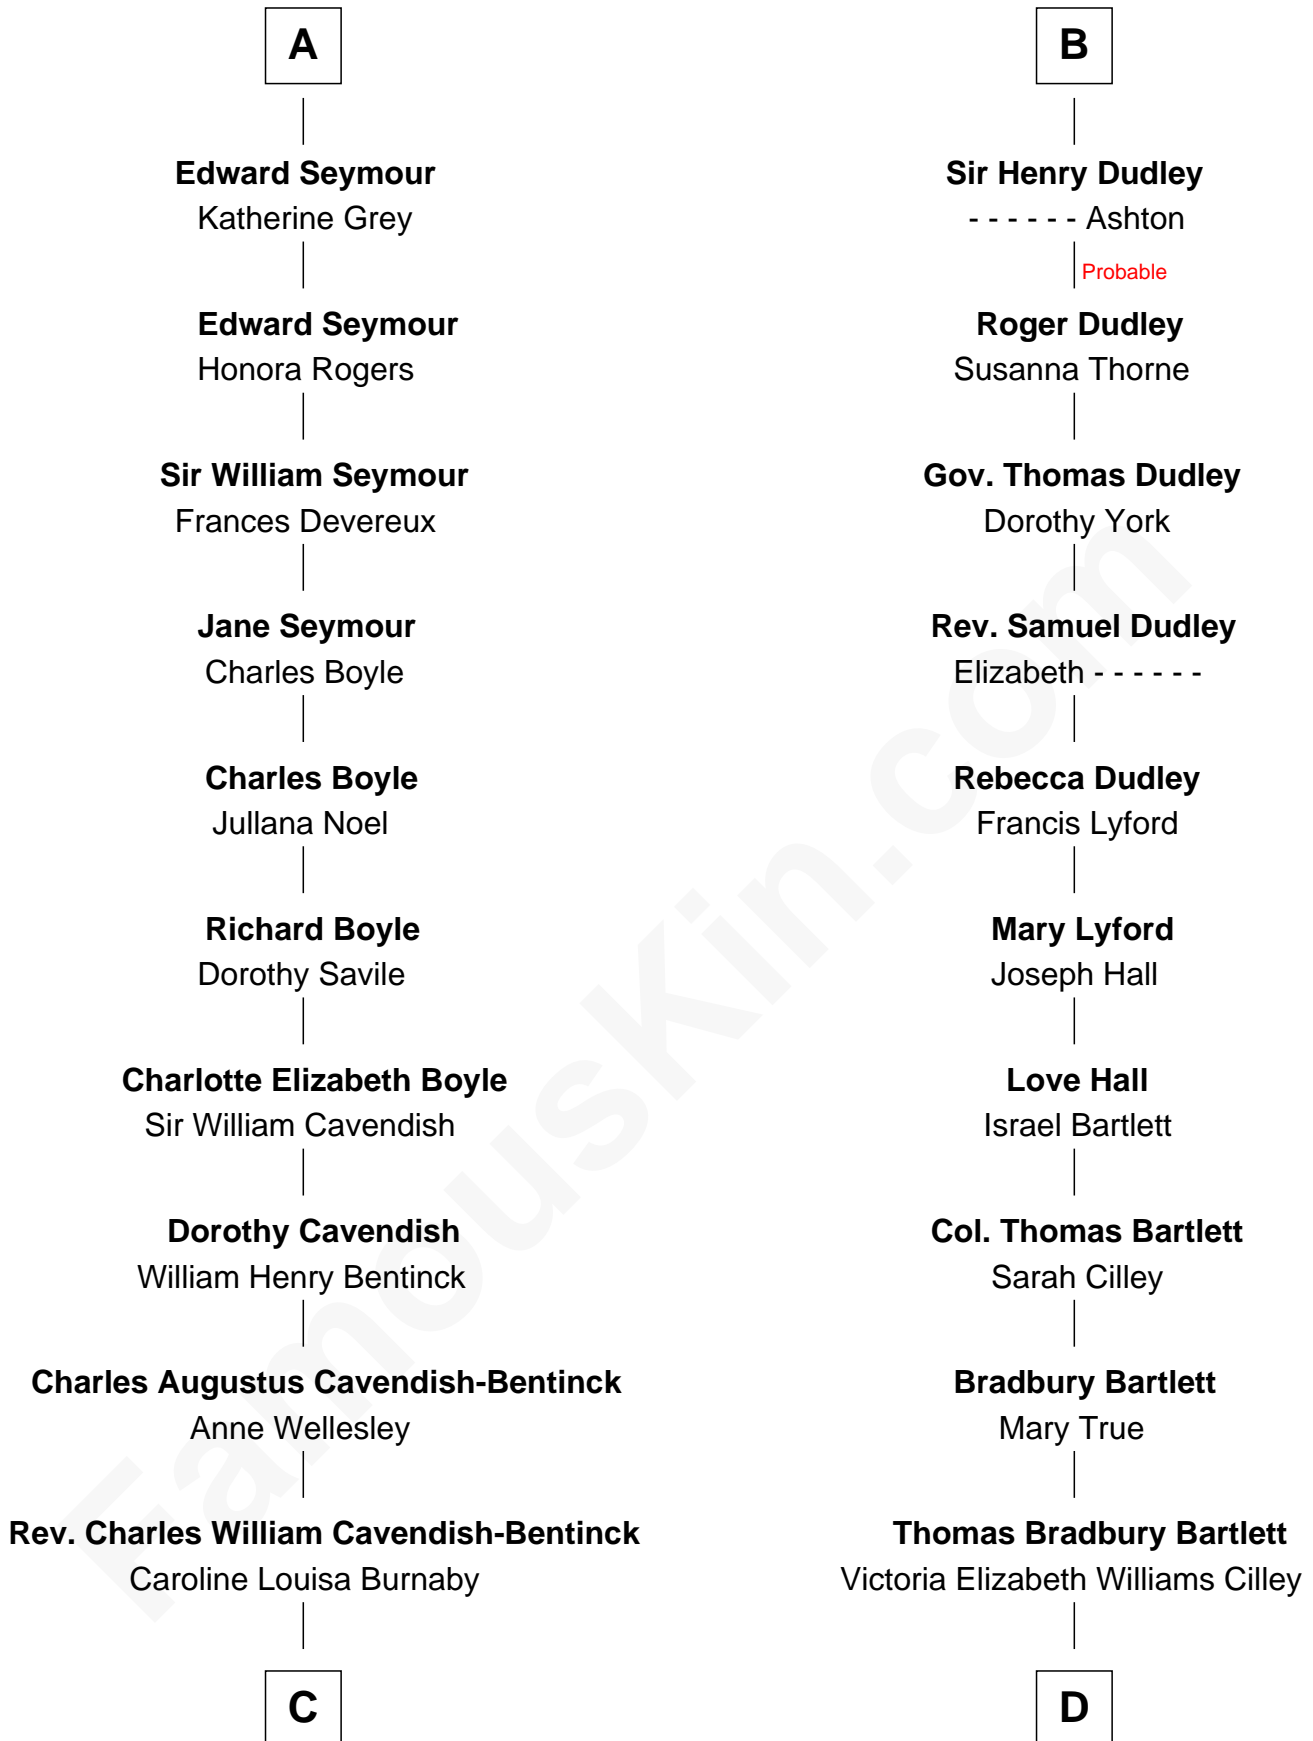 A
Edward Seymour
Katherine Grey
Edward Seymour
Honora Rogers
Sir William Seymour
Frances Devereux
Jane Seymour
Charles Boyle
Charles Boyle
Jullana Noel
Richard Boyle
Dorothy Savile
Charlotte Elizabeth Boyle
Sir William Cavendish
Dorothy Cavendish
William Henry Bentinck
Charles Augustus Cavendish-Bentinck
Anne Wellesley
Rev. Charles William Cavendish-Bentinck
Caroline Louisa Burnaby
C
B
Sir Henry Dudley
- - - - - - Ashton
Probable
Roger Dudley
Susanna Thorne
Gov. Thomas Dudley
Dorothy York
Rev. Samuel Dudley
Elizabeth - - - - - -
Rebecca Dudley
Francis Lyford
Mary Lyford
Joseph Hall
Love Hall
Israel Bartlett
Col. Thomas Bartlett
Sarah Cilley
Bradbury Bartlett
Mary True
Thomas Bradbury Bartlett
Victoria Elizabeth Williams Cilley
D
FamousKin.com